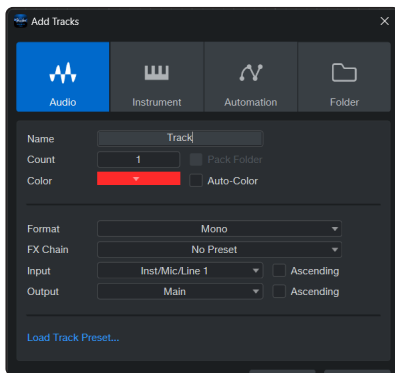 Add Tracks
Audio Instrument Automation Folder
Name Track
Count 1 Pack Folder
Color Auto-Color
Format Mono
FX Chain No Preset
Input Inst/Mic/Line 1 Ascending
Output Main Ascending
Load Track Preset...